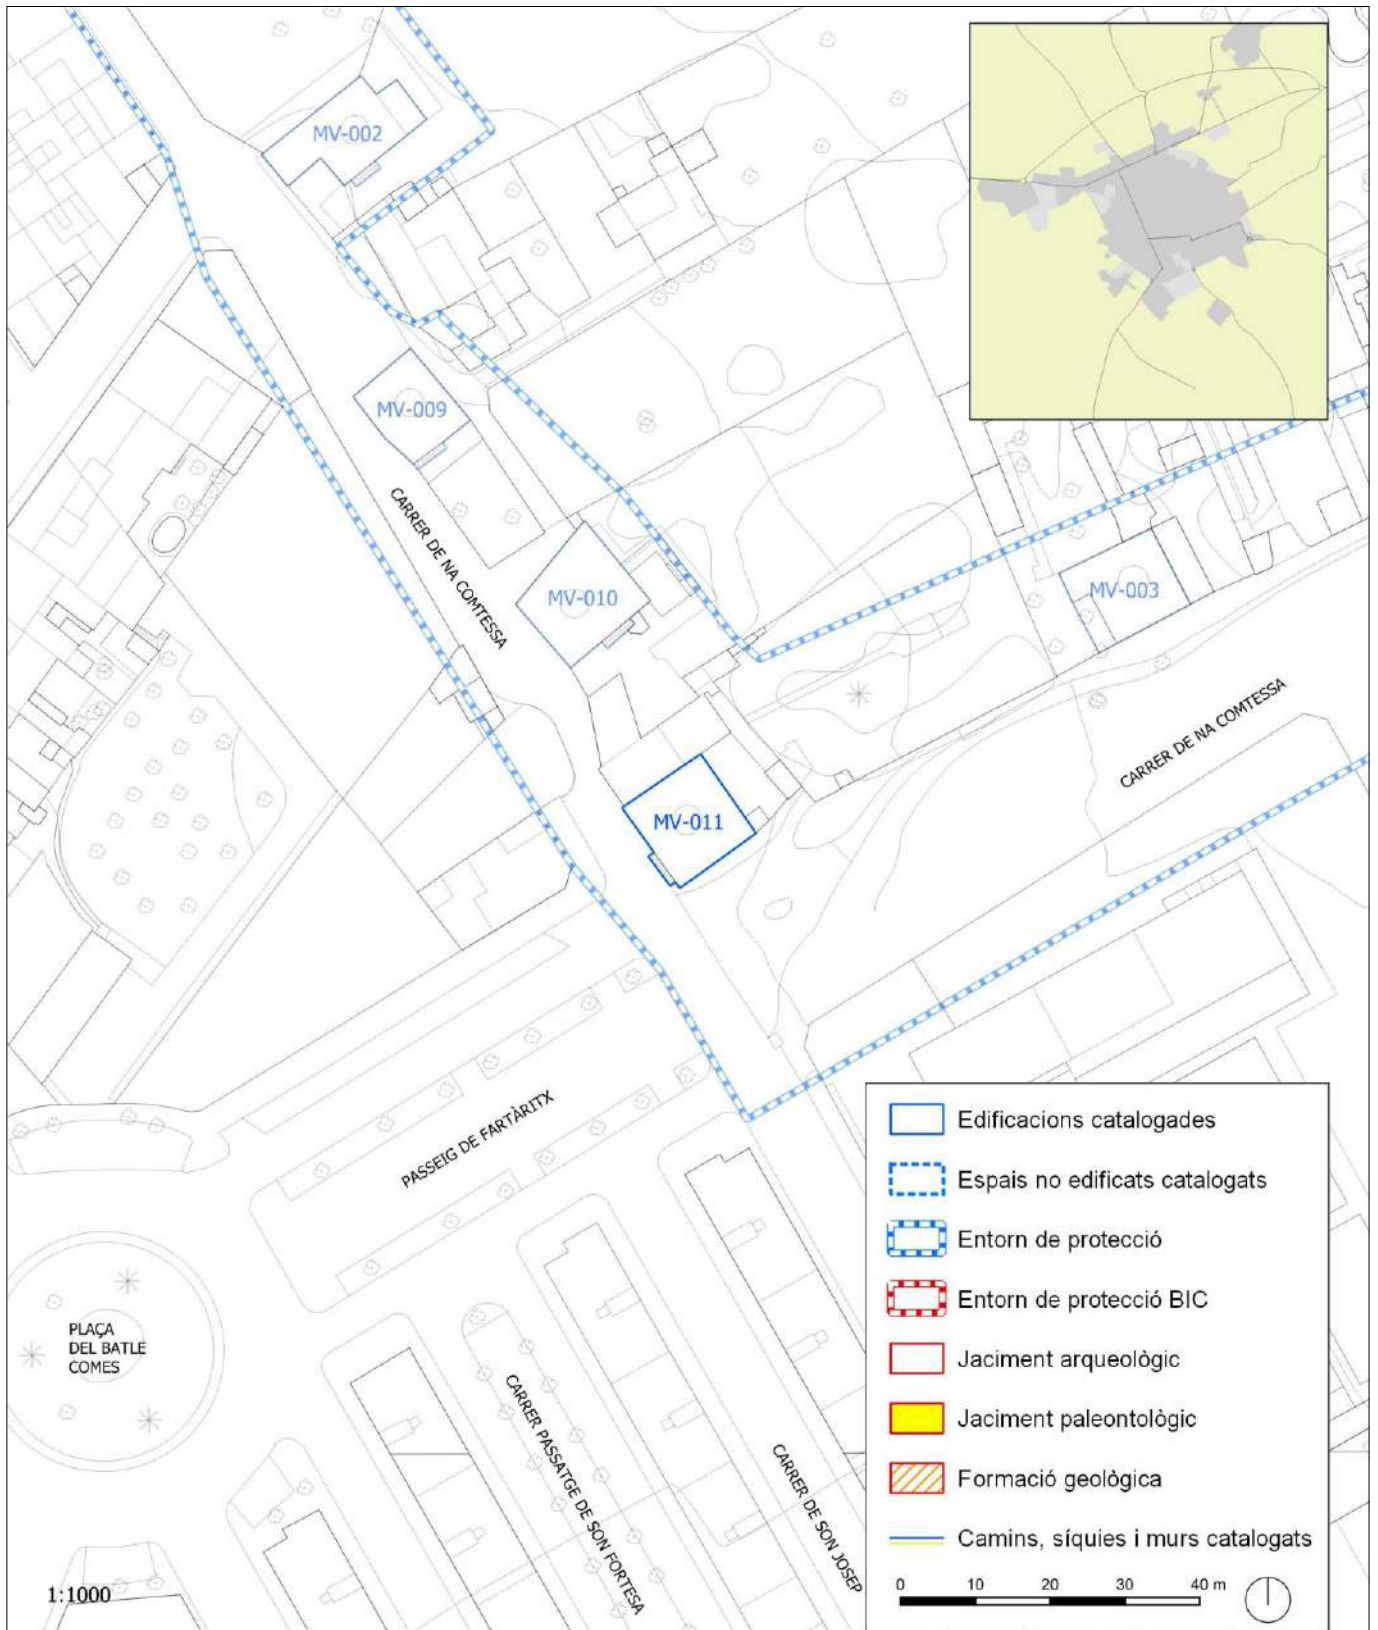 MV-002
MV-009
CARRER DE NA COMTESSA
MV-010
MV-003
CARRER DE NA COMTESSA
MV-011
PASSEIG DE FARTÀRITX
PLAÇA
DEL BATLE
COMES
CARRER PASSATGE DE SON FORTESA
CARRER DE SON JOSEP
1:1000
Edificacions catalogades
Espais no edificats catalogats
Entorn de protecció
Entorn de protecció BIC
Jaciment arqueològic
Jaciment paleontològic
Formació geològica
Camins, síquies i murs catalogats
0 10 20 30 40 m